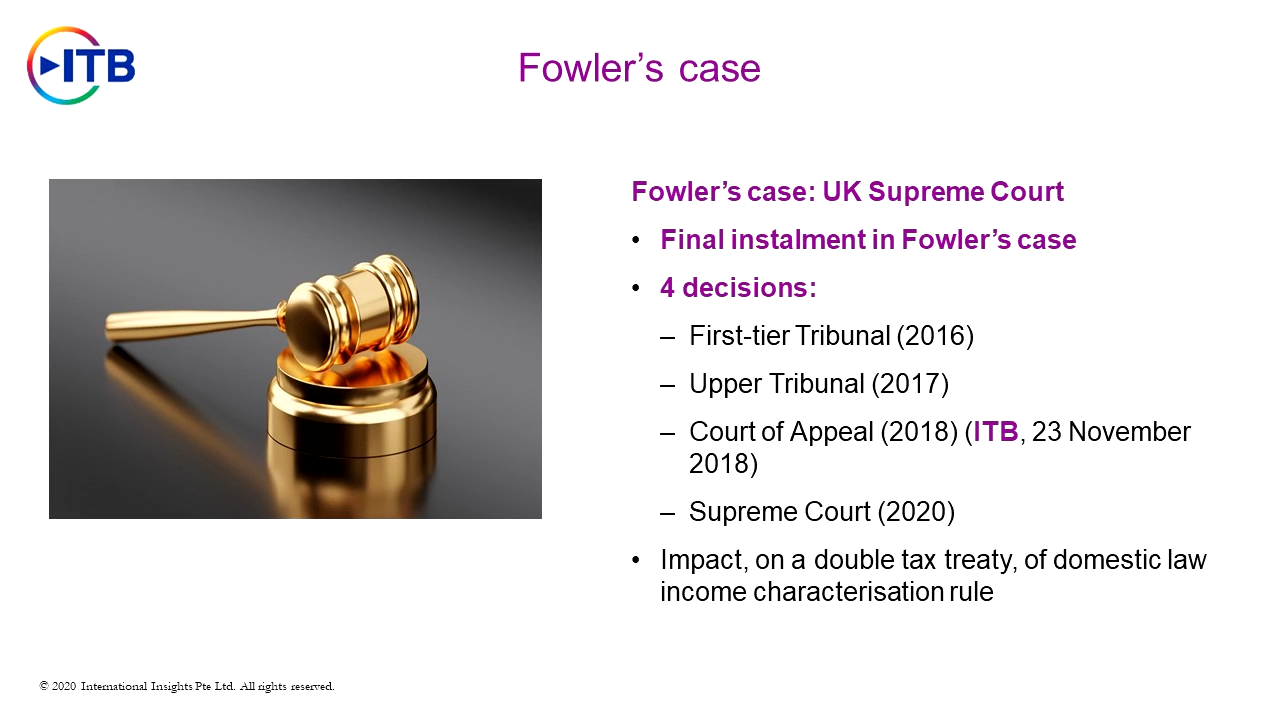 ITB
Fowler’s case
Fowler’s case: UK Supreme Court
• Final instalment in Fowler’s case
• 4 decisions:
– First-tier Tribunal (2016)
– Upper Tribunal (2017)
– Court of Appeal (2018) (ITB, 23 November
2018)
– Supreme Court (2020)
• Impact, on a double tax treaty, of domestic law
income characterisation rule
© 2020 International Insights Pte Ltd. All rights reserved.